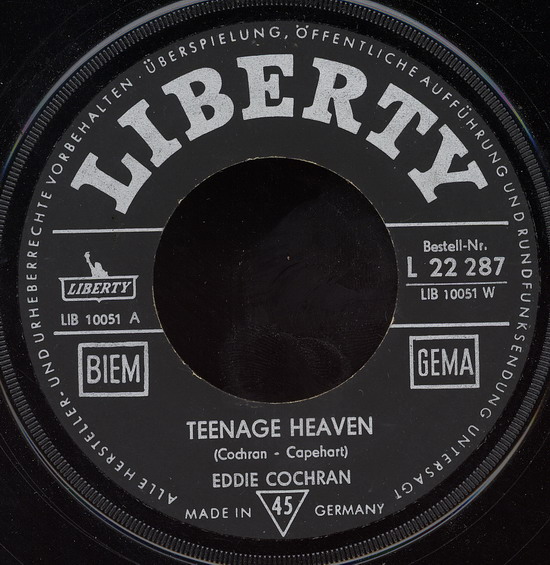 ALLE HERSTELLER- UND URHEBERRECHTE VORBEHALTEN · ÜBERSPIELUNG, ÖFFENTLICHE AUFFÜHRUNG UND RUNDFUNKSENDUNG UNTERSAGT
LIBERTY
LIBERTY
LIB 10051 A
BIEM
Bestell-Nr.
L 22 287
LIB 10051 W
GEMA
TEENAGE HEAVEN
(Cochran - Capehart)
EDDIE COCHRAN
MADE IN 45 GERMANY